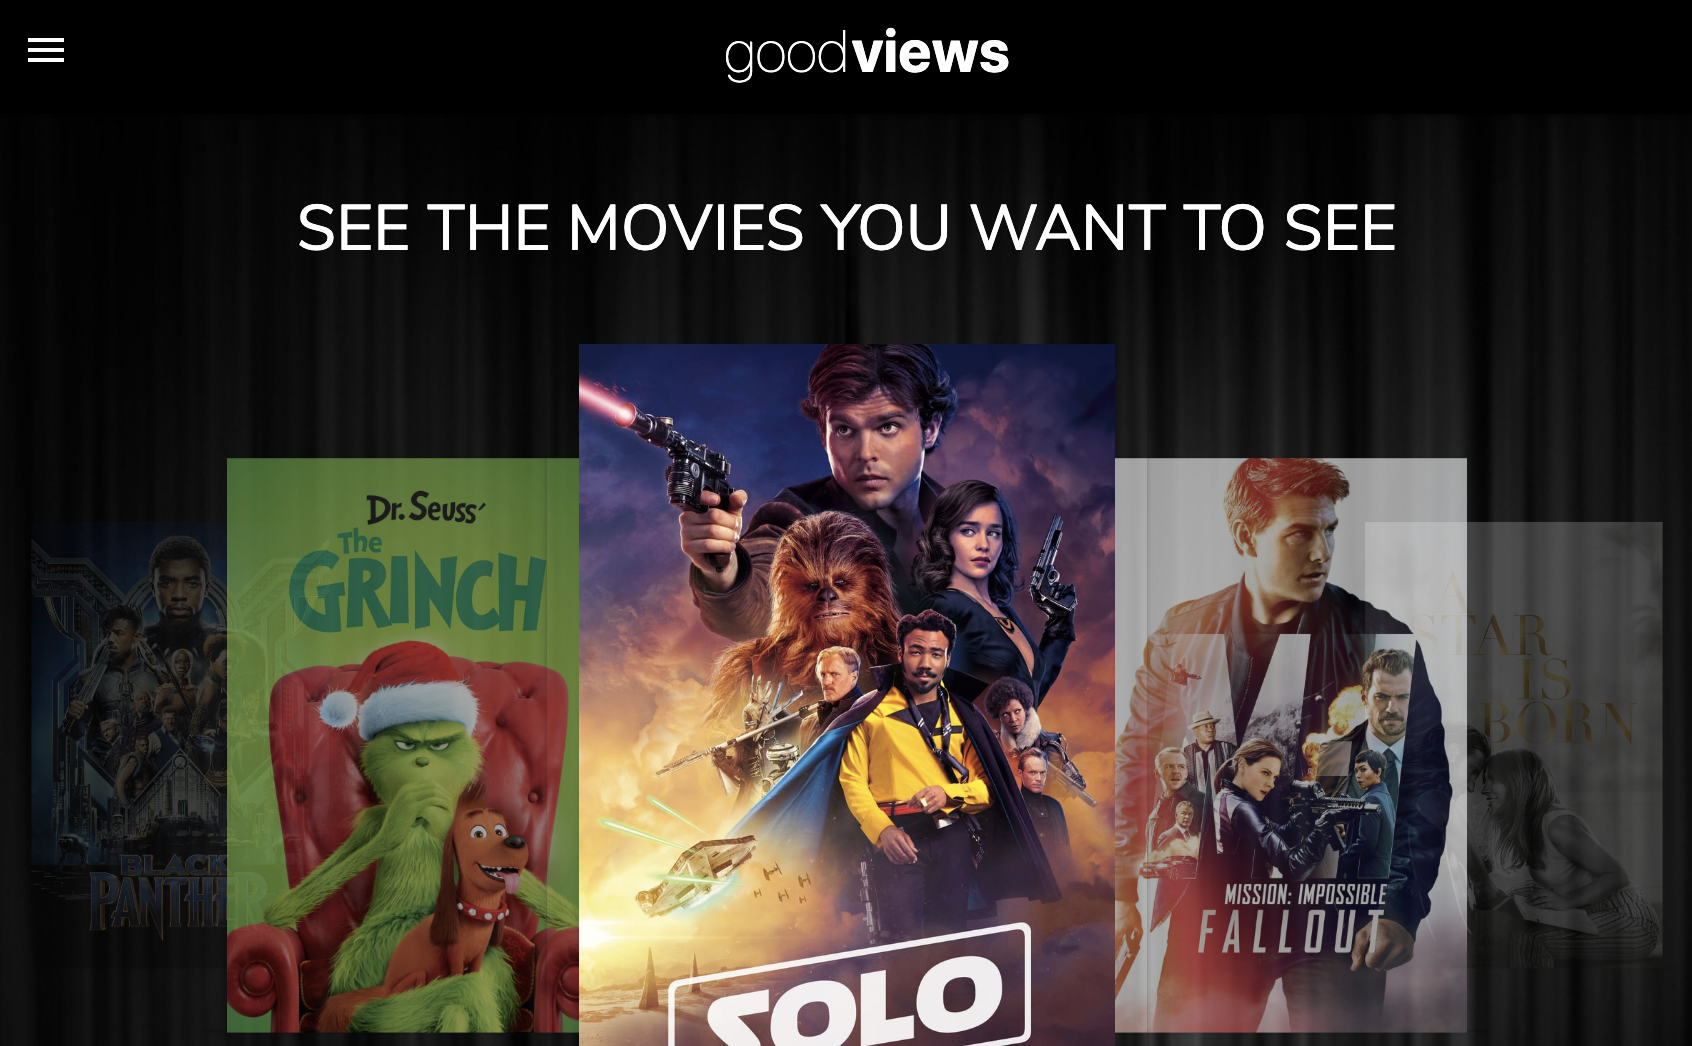 goodviews
SEE THE MOVIES YOU WANT TO SEE
Dr. Seuss'
The
GRINCH
BLACK
PANTHER
SOLO
MISSION: IMPOSSIBLE
FALLOUT
A
STAR
IS
BORN